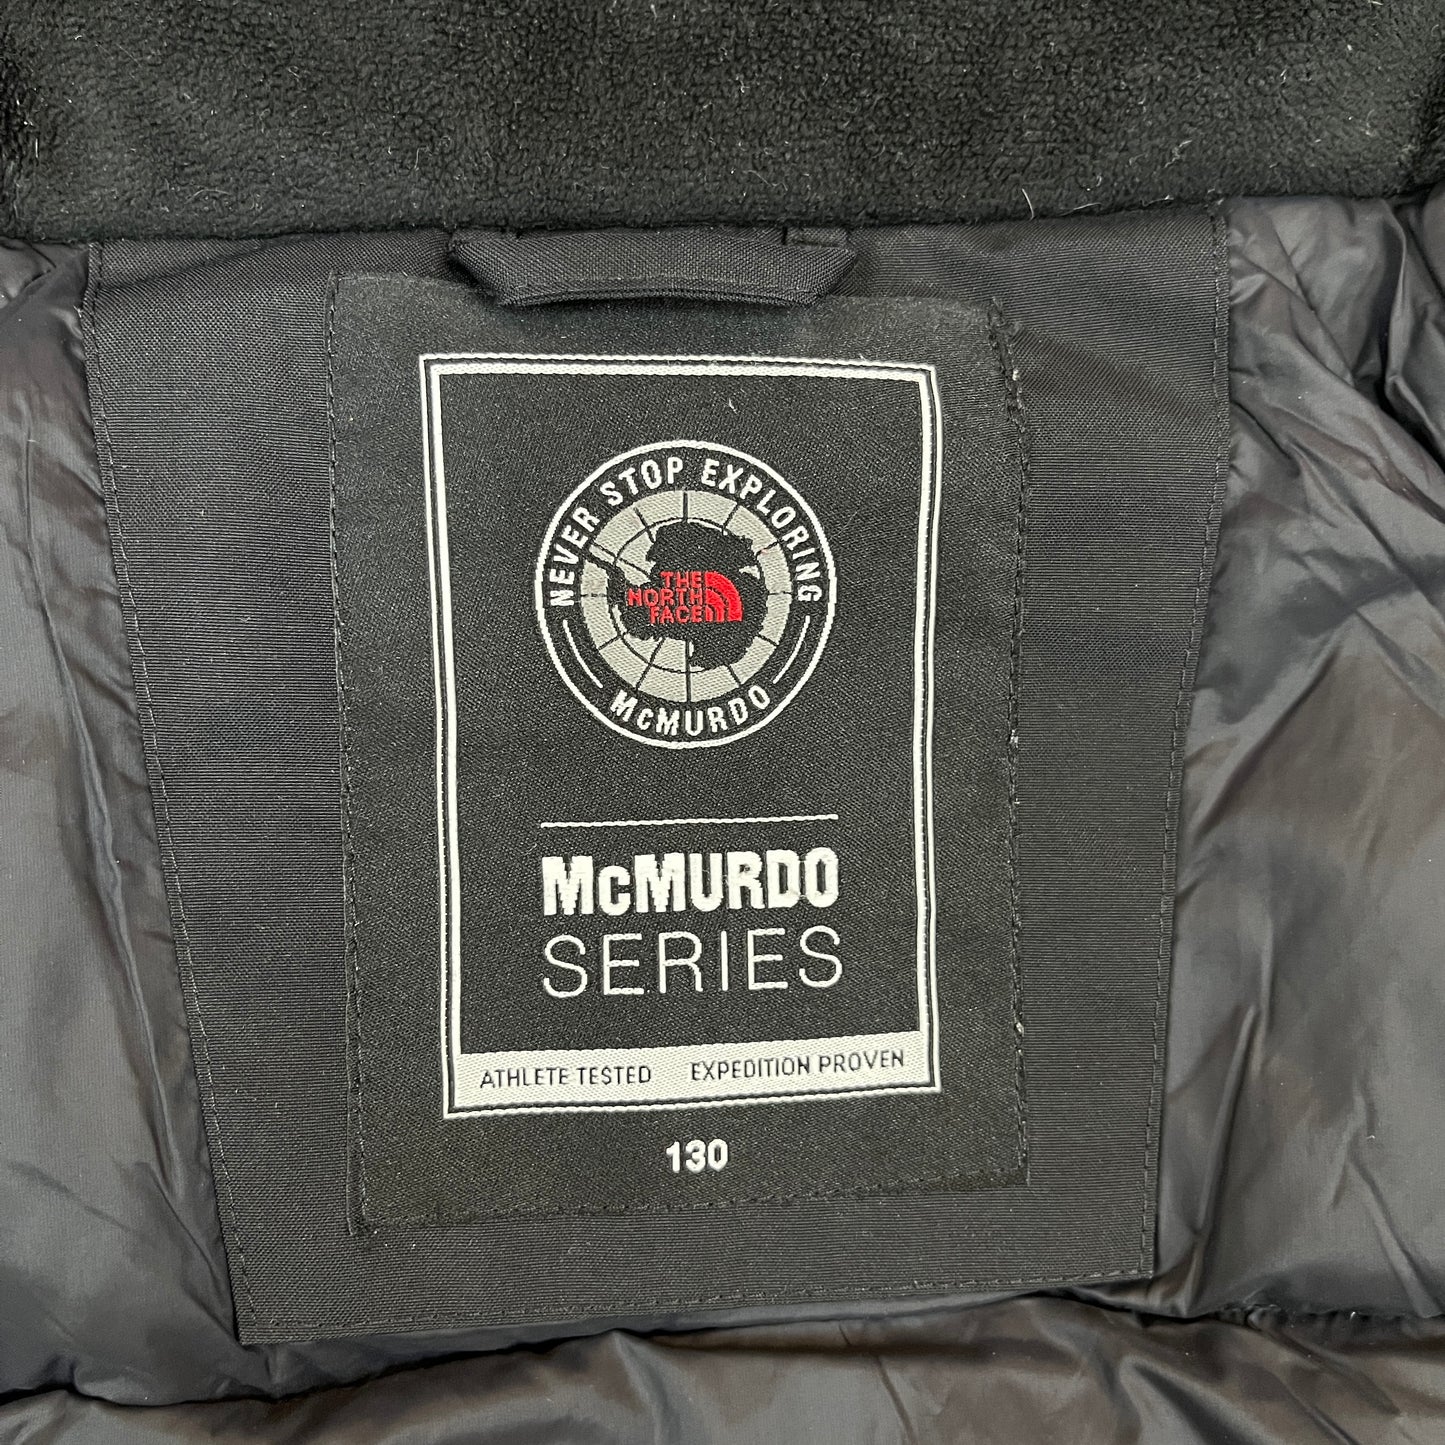 NEVER STOP EXPLORING
THE
NORTH
FACE
McMURDO
McMURDO
SERIES
ATHLETE TESTED EXPEDITION PROVEN
130